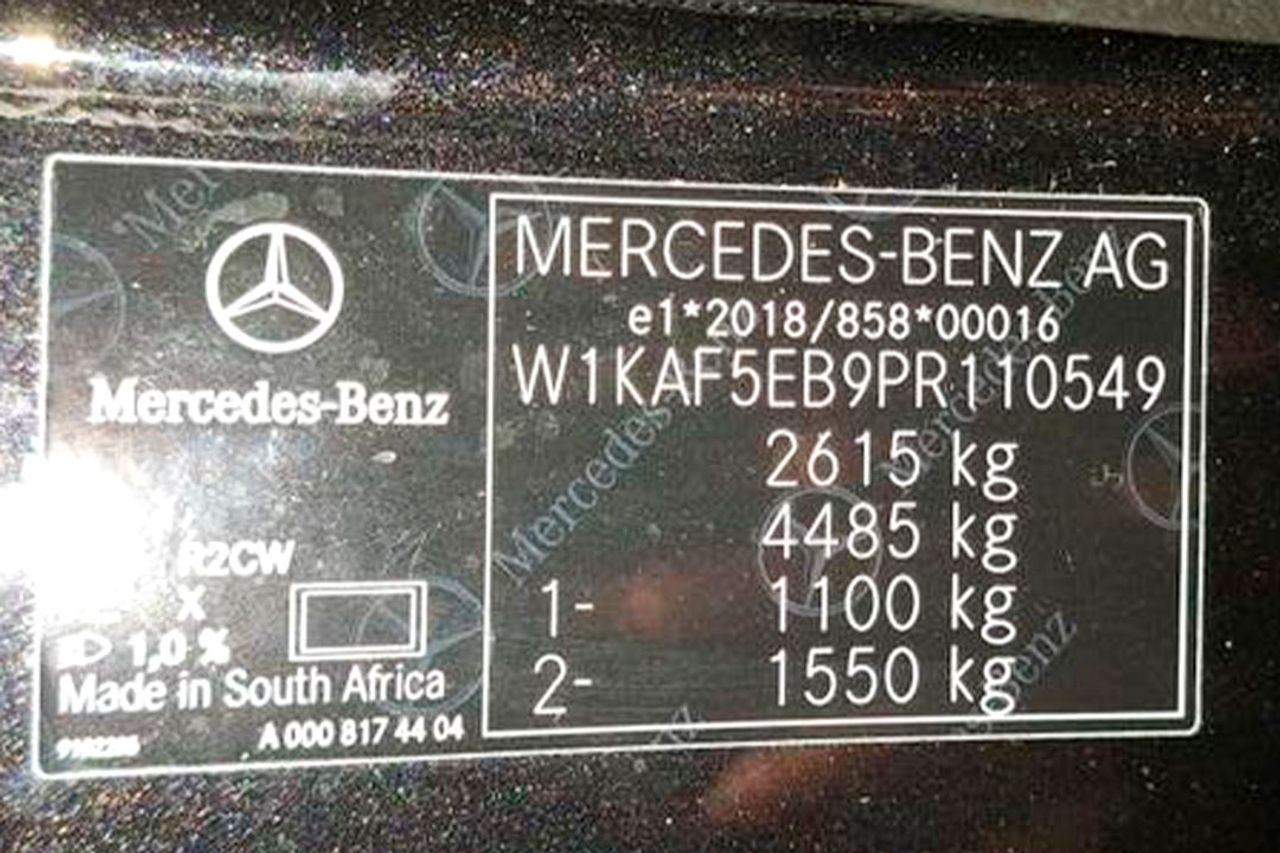 Mercedes-Benz
R2CW
X
1,0 %
Made in South Africa
A 000 817 44 04
MERCEDES-BENZ AG
e1*2018/858*00016
W1KAF5EB9PR110549
2615 kg
4485 kg
1- 1100 kg
2- 1550 kg